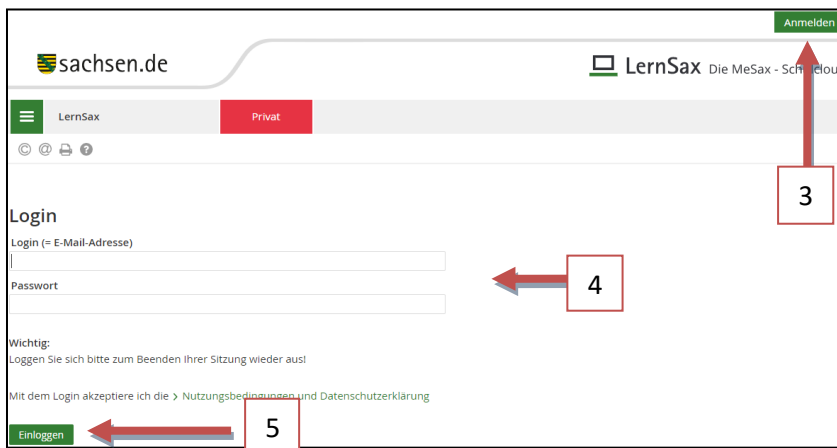 Anmelden
sachsen.de
LernSax Die MeSax - Schulclou
LernSax
Privat
3
Login
Login (= E-Mail-Adresse)
4
Passwort
Wichtig:
Loggen Sie sich bitte zum Beenden Ihrer Sitzung wieder aus!
Mit dem Login akzeptiere ich die > Nutzungsbedingungen und Datenschutzerklärung
Einloggen
5